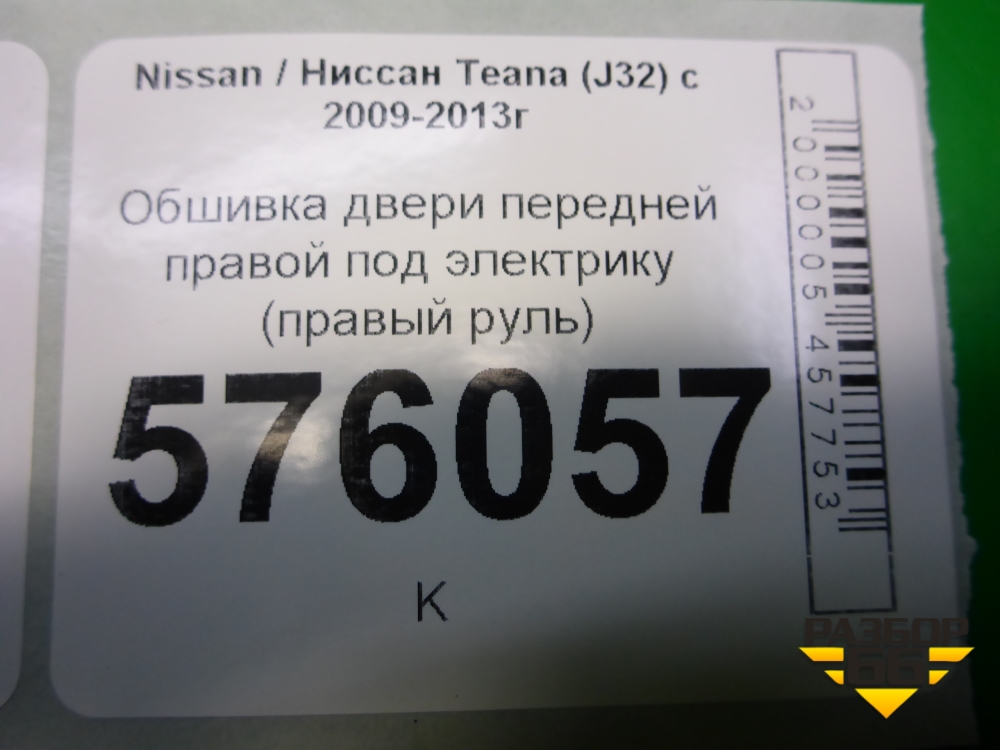 Nissan / Ниссан Teana (J32) с
2009-2013г
Обшивка двери передней
правой под электрику
(правый руль)
576057
К
2000005457753
РАЗБОР
66